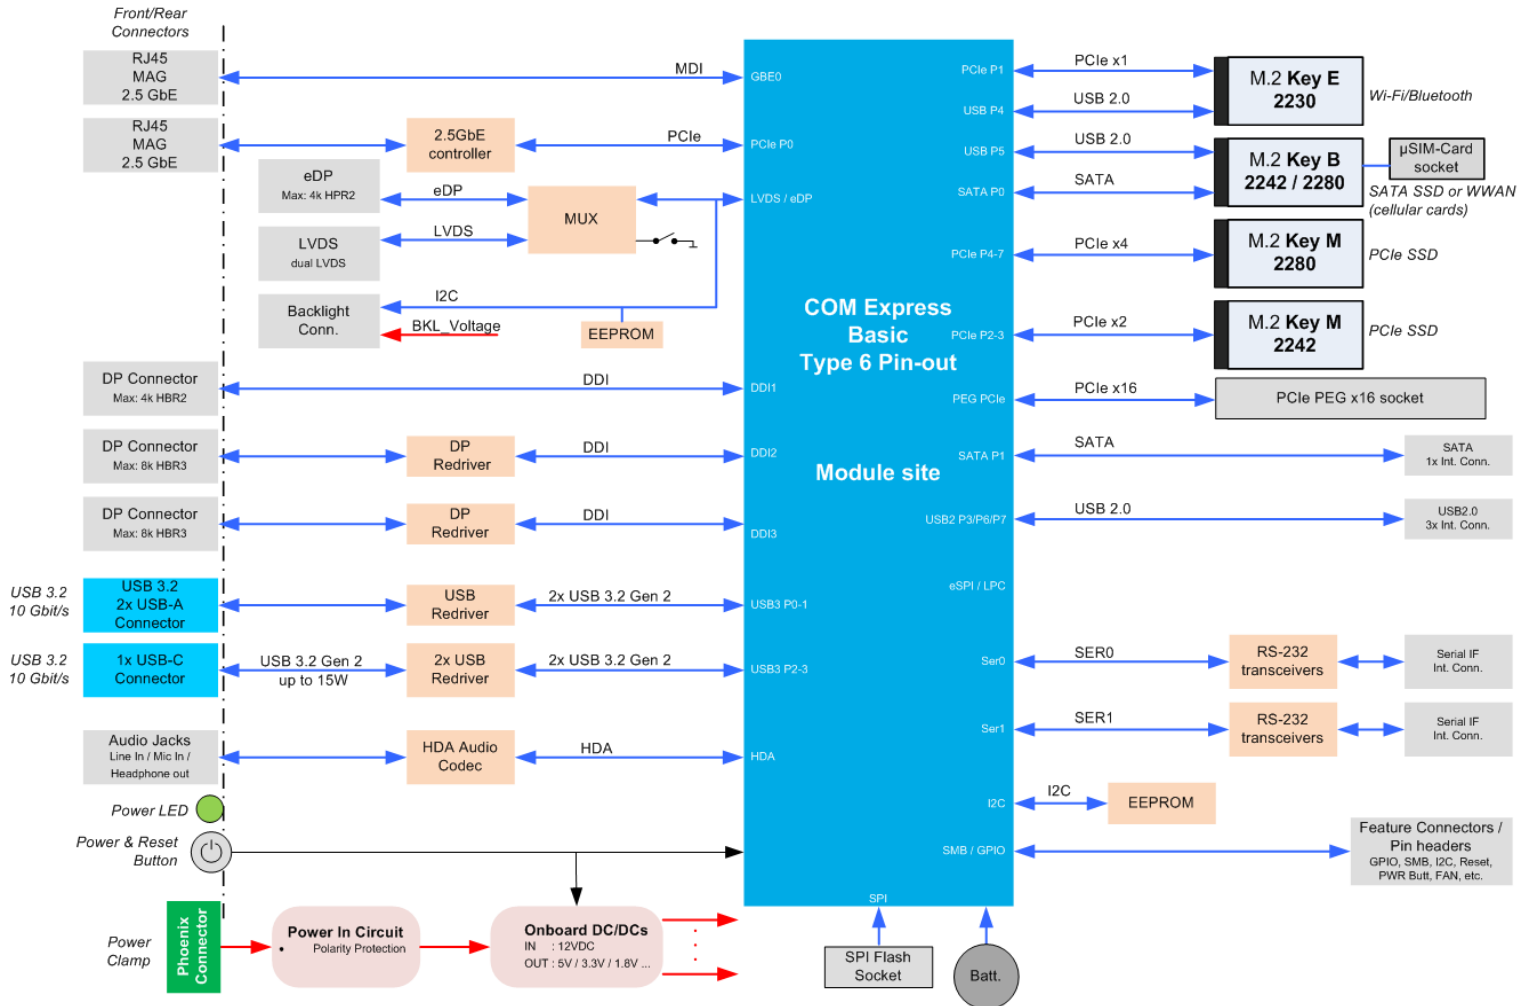 Front/Rear
Connectors
RJ45
MAG
2.5 GbE
MDI
GBE0
RJ45
MAG
2.5 GbE
2.5GbE
controller
PCIe
PCIe P0
eDP
Max: 4k HPR2
eDP
MUX
LVDS / eDP
LVDS
dual LVDS
LVDS
Backlight
Conn.
I2C
BKL_Voltage
EEPROM
DP Connector
Max: 4k HBR2
DDI
DDI1
DP Connector
Max: 8k HBR3
DP
Redriver
DDI
DDI2
DP Connector
Max: 8k HBR3
DP
Redriver
DDI
DDI3
USB 3.2
10 Gbit/s
USB 3.2
2x USB-A
Connector
USB
Redriver
2x USB 3.2 Gen 2
USB3 P0-1
USB 3.2
10 Gbit/s
1x USB-C
Connector
USB 3.2 Gen 2
up to 15W
2x USB
Redriver
2x USB 3.2 Gen 2
USB3 P2-3
Audio Jacks
Line In / Mic In /
Headphone out
HDA Audio
Codec
HDA
HDA
Power LED
Power & Reset
Button
Power
Clamp
Phoenix
Connector
Power In Circuit
• Polarity Protection
Onboard DC/DCs
IN : 12VDC
OUT : 5V / 3.3V / 1.8V ...
COM Express
Basic
Type 6 Pin-out
Module site
PCIe P1
PCIe x1
USB P4
USB 2.0
M.2 Key E
2230
Wi-Fi/Bluetooth
USB P5
USB 2.0
SATA P0
SATA
M.2 Key B
2242 / 2280
µSIM-Card
socket
SATA SSD or WWAN
(cellular cards)
PCIe P4-7
PCIe x4
M.2 Key M
2280
PCIe SSD
PCIe P2-3
PCIe x2
M.2 Key M
2242
PCIe SSD
PEG PCIe
PCIe x16
PCIe PEG x16 socket
SATA P1
SATA
SATA
1x Int. Conn.
USB2 P3/P6/P7
USB 2.0
USB2.0
3x Int. Conn.
eSPI / LPC
Ser0
SER0
RS-232
transceivers
Serial IF
Int. Conn.
Ser1
SER1
RS-232
transceivers
Serial IF
Int. Conn.
I2C
I2C
EEPROM
SMB / GPIO
Feature Connectors /
Pin headers
GPIO, SMB, I2C, Reset,
PWR Butt, FAN, etc.
SPI
SPI Flash
Socket
Batt.